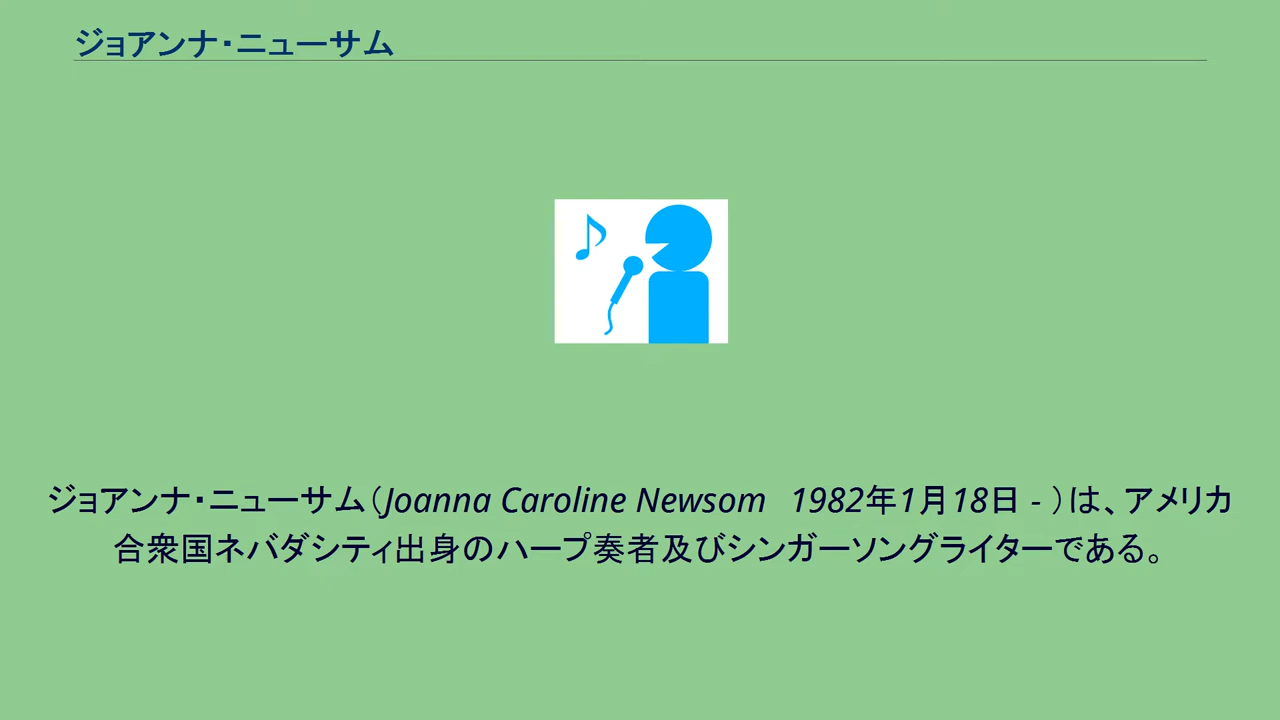 ジョアンナ・ニューサム
ジョアンナ・ニューサム（Joanna Caroline Newsom　1982年1月18日 - ）は、アメリカ
合衆国ネバダシティ出身のハープ奏者及びシンガーソングライターである。